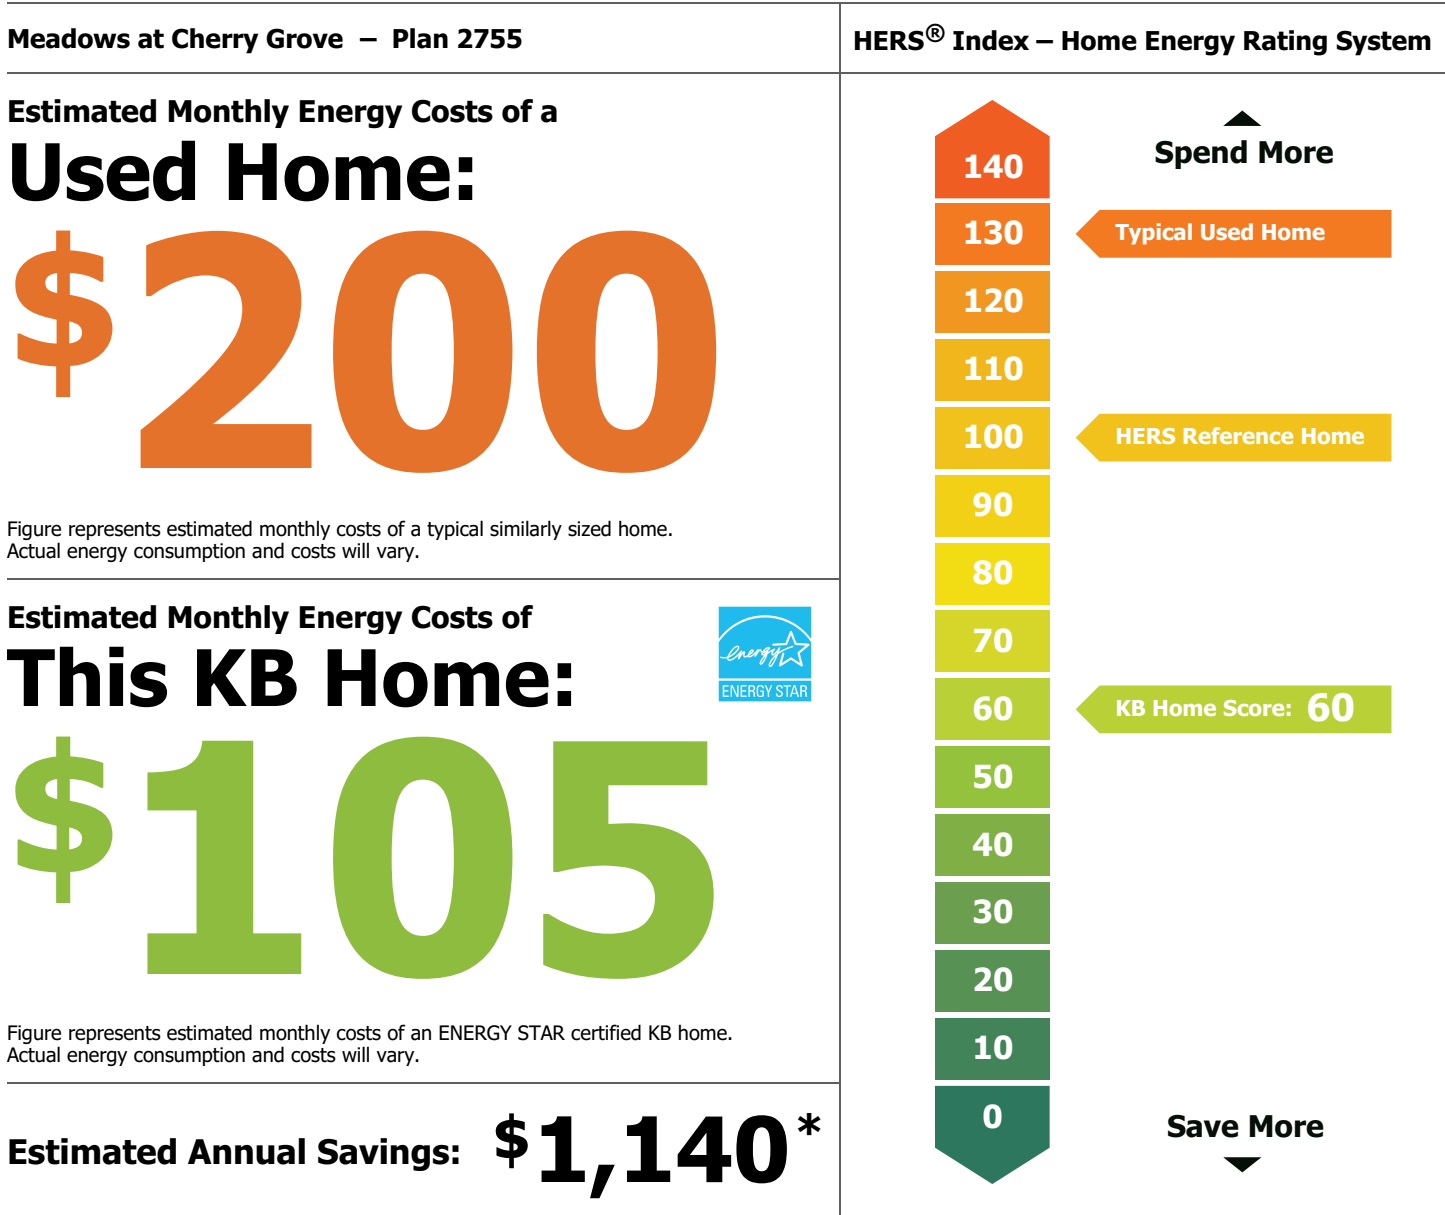 Meadows at Cherry Grove – Plan 2755
Estimated Monthly Energy Costs of a
Used Home:
$200
Figure represents estimated monthly costs of a typical similarly sized home.
Actual energy consumption and costs will vary.
Estimated Monthly Energy Costs of
This KB Home:
energy
ENERGY STAR
$105
Figure represents estimated monthly costs of an ENERGY STAR certified KB home.
Actual energy consumption and costs will vary.
Estimated Annual Savings: $1,140*
HERS® Index – Home Energy Rating System
Spend More
140
130 Typical Used Home
120
110
100 HERS Reference Home
90
80
70
60 KB Home Score: 60
50
40
30
20
10
0
Save More